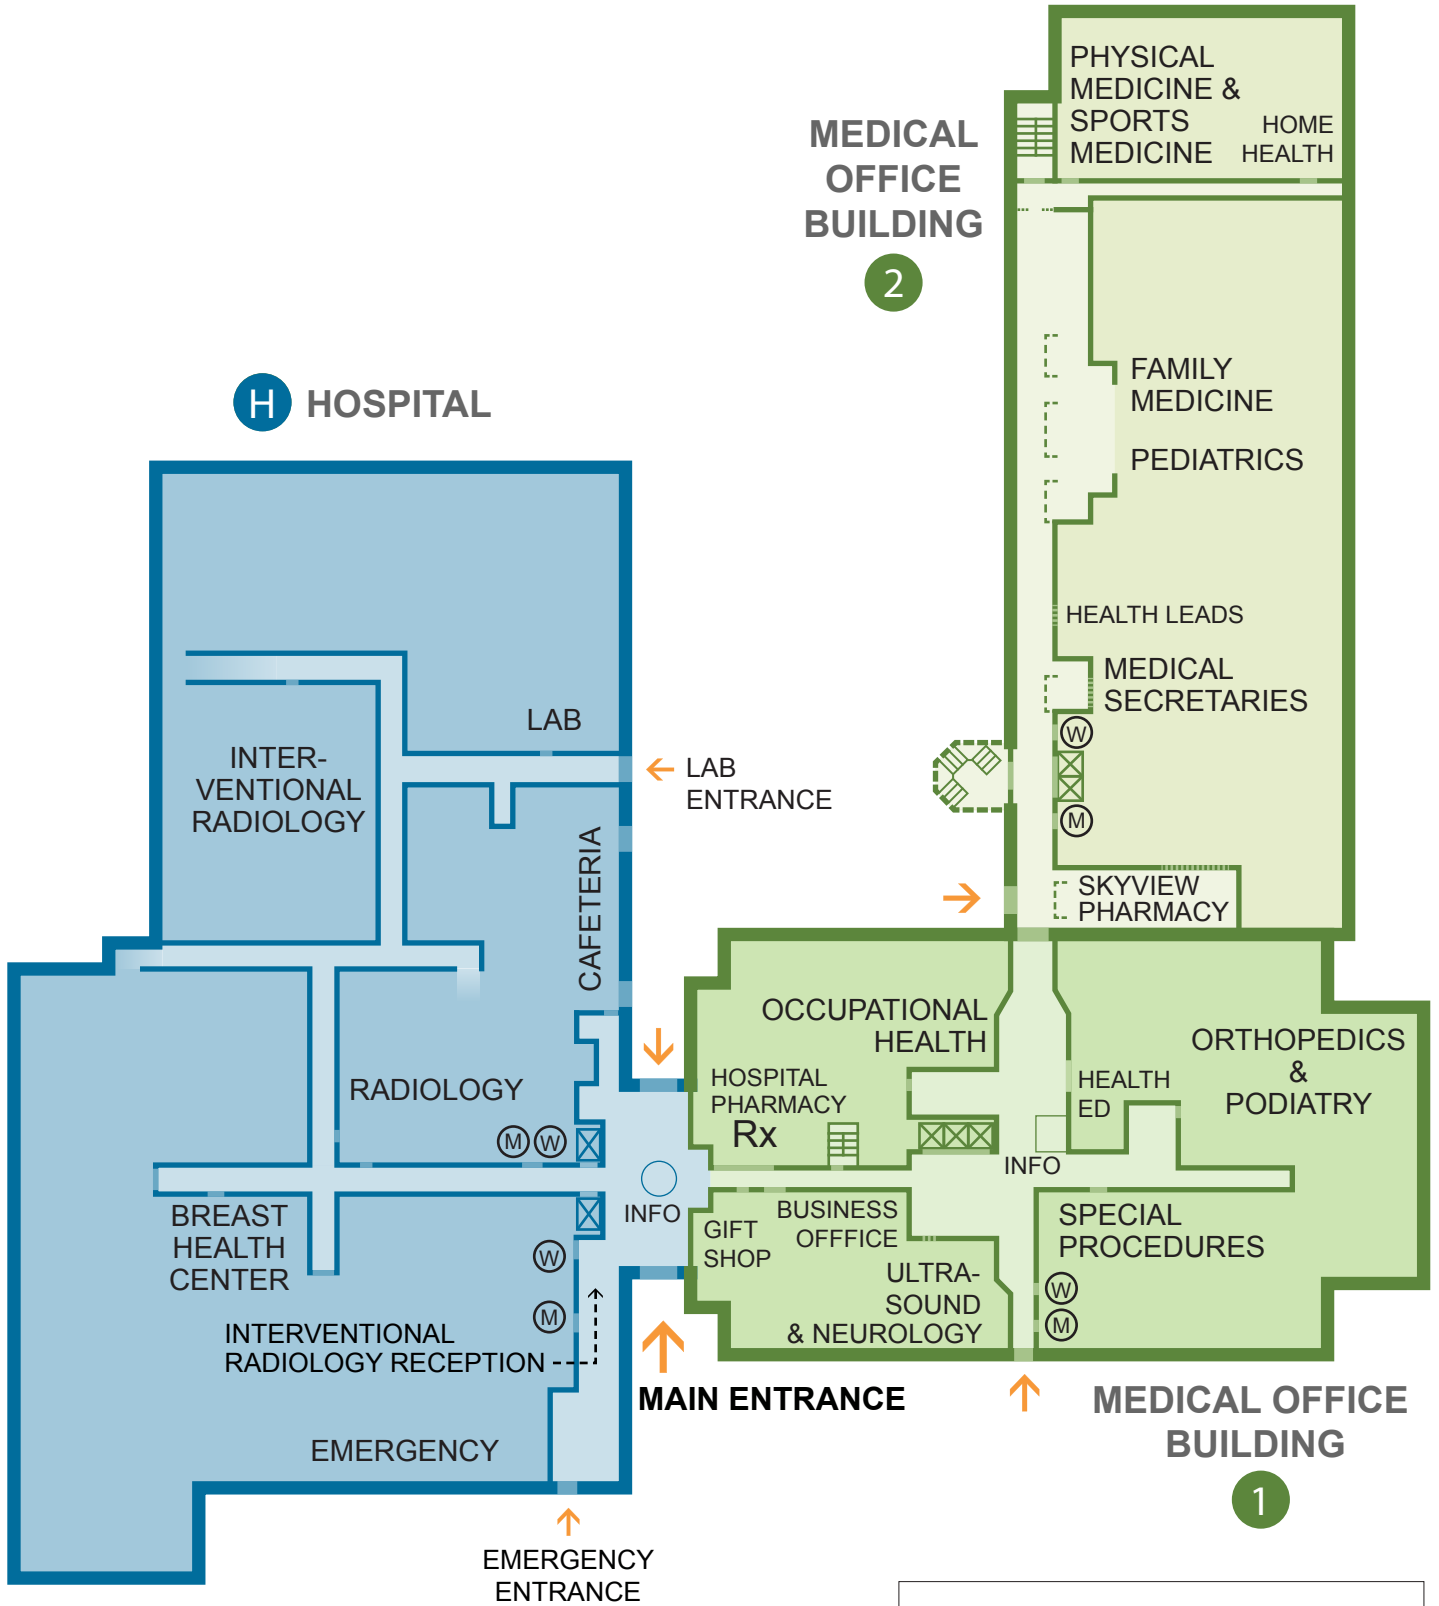 PHYSICAL
MEDICINE &
SPORTS
MEDICINE
HOME
HEALTH
MEDICAL
OFFICE
BUILDING
2
FAMILY
MEDICINE
PEDIATRICS
H HOSPITAL
HEALTH LEADS
MEDICAL
SECRETARIES
W
M
LAB
INTER-
VENTIONAL
RADIOLOGY
LAB
ENTRANCE
CAFETERIA
SKYVIEW
PHARMACY
OCCUPATIONAL
HEALTH
ORTHOPEDICS
&
PODIATRY
HOSPITAL
PHARMACY
Rx
HEALTH
ED
RADIOLOGY
M W
INFO
INFO
BREAST
HEALTH
CENTER
GIFT
SHOP
BUSINESS
OFFFICE
SPECIAL
PROCEDURES
W
M
ULTRA-
SOUND
& NEUROLOGY
W
M
INTERVENTIONAL
RADIOLOGY RECEPTION
MAIN ENTRANCE
MEDICAL OFFICE
BUILDING
1
EMERGENCY
EMERGENCY
ENTRANCE